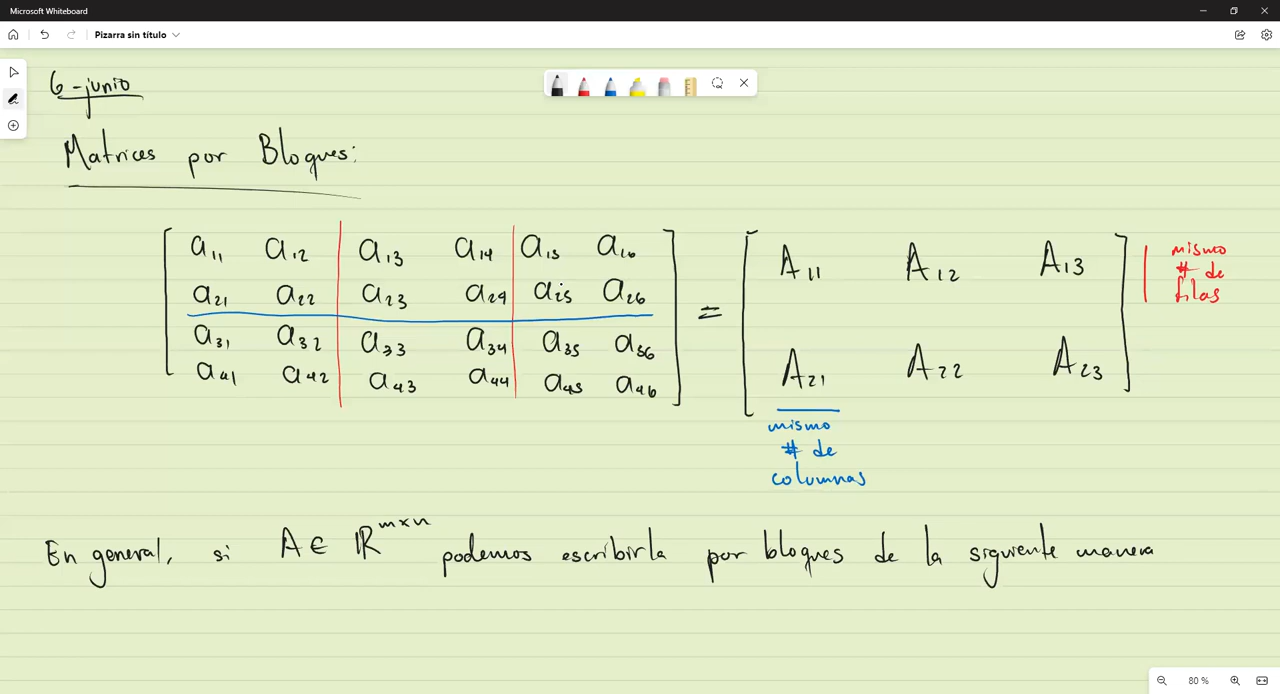 Microsoft Whiteboard
Pizarra sin título
6-junio
Matrices por Bloques:
a11 a12 a13 a14 a15 a16 A11 A12 A13 mismo
a21 a22 a23 a24 a15 a26 # de
filas
=
a31 a32 a33 a34 a35 a36
a41 a42 a43 a44 a45 a46 A21 A22 A23
mismo
# de
columnas
En general, si A ∈ ℝ^m×n podemos escribirla por bloques de la siguiente manera
80 %